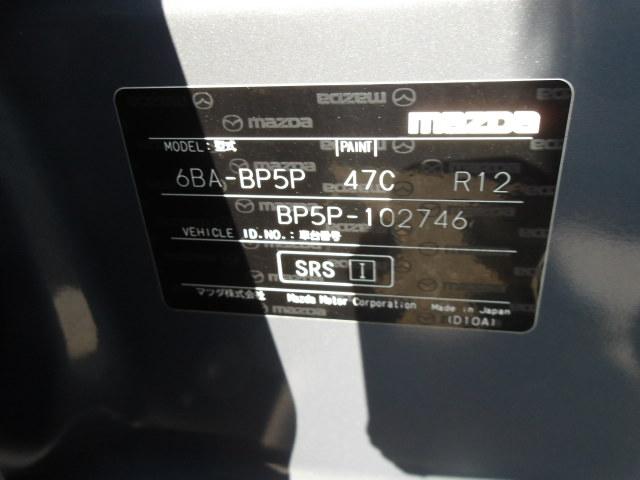 mazda
MODEL:型式 PAINT
6BA-BP5P 47C R12
BP5P-102746
VEHICLE ID.NO.:車台番号
SRS I
マツダ株式会社 Mazda Motor Corporation Made in Japan
(D10A)